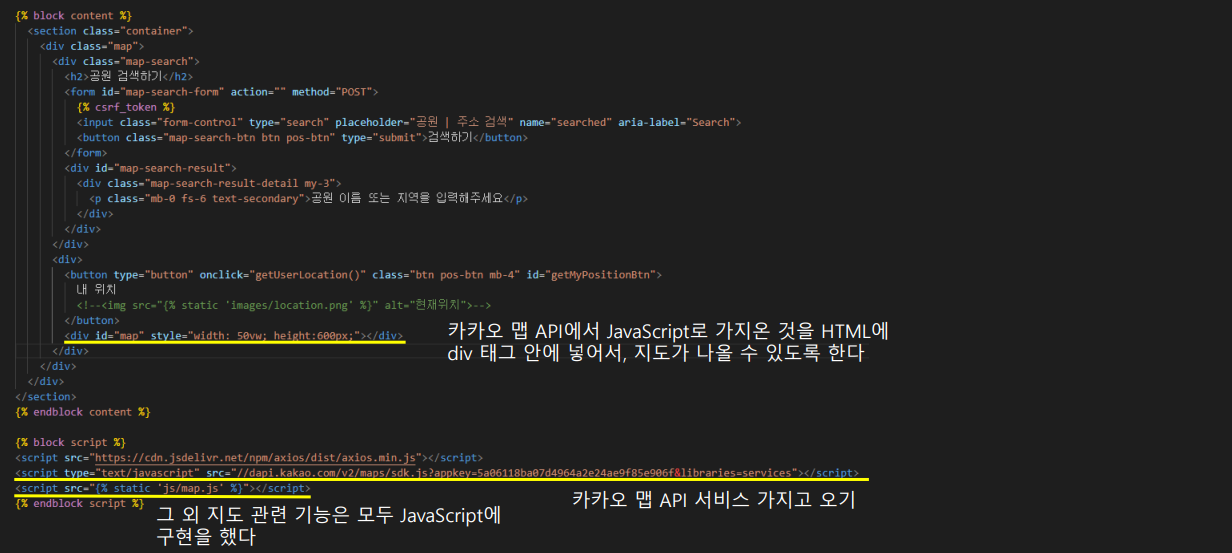 {% block content %}
<section class="container">
<div class="map">
<div class="map-search">
<h2>공원 검색하기</h2>
<form id="map-search-form" action="" method="POST">
{% csrf_token %}
<input class="form-control" type="search" placeholder="공원 | 주소 검색" name="searched" aria-label="Search">
<button class="map-search-btn btn pos-btn" type="submit">검색하기</button>
</form>
<div id="map-search-result">
<div class="map-search-result-detail my-3">
<p class="mb-0 fs-6 text-secondary">공원 이름 또는 지역을 입력해주세요</p>
</div>
</div>
</div>
<div>
<button type="button" onclick="getUserLocation()" class="btn pos-btn mb-4" id="getMyPositionBtn">
내 위치
<!--<img src="{% static 'images/location.png' %}" alt="현재위치">-->
</button>
<div id="map" style="width: 50vw; height:600px;"></div>
카카오 맵 API에서 JavaScript로 가지온 것을 HTML에
div 태그 안에 넣어서, 지도가 나올 수 있도록 한다
</div>
</div>
</div>
</section>
{% endblock content %}
{% block script %}
<script src="https://cdn.jsdelivr.net/npm/axios/dist/axios.min.js"></script>
<script type="text/javascript" src="//dapi.kakao.com/v2/maps/sdk.js?appkey=5a06118ba07d4964a2e24ae9f85e906f&libraries=services"></script>
<script src="{% static 'js/map.js' %}"></script>
{% endblock script %}
카카오 맵 API 서비스 가지고 오기
그 외 지도 관련 기능은 모두 JavaScript에
구현을 했다